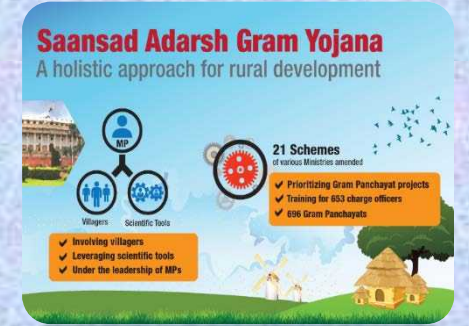 Saansad Adarsh Gram Yojana
A holistic approach for rural development
MP
Villagers
Scientific Tools
✔ Involving villagers
✔ Leveraging scientific tools
✔ Under the leadership of MPs
21 Schemes
of various Ministries amended
✔ Prioritizing Gram Panchayat projects
✔ Training for 653 charge officers
✔ 696 Gram Panchayats